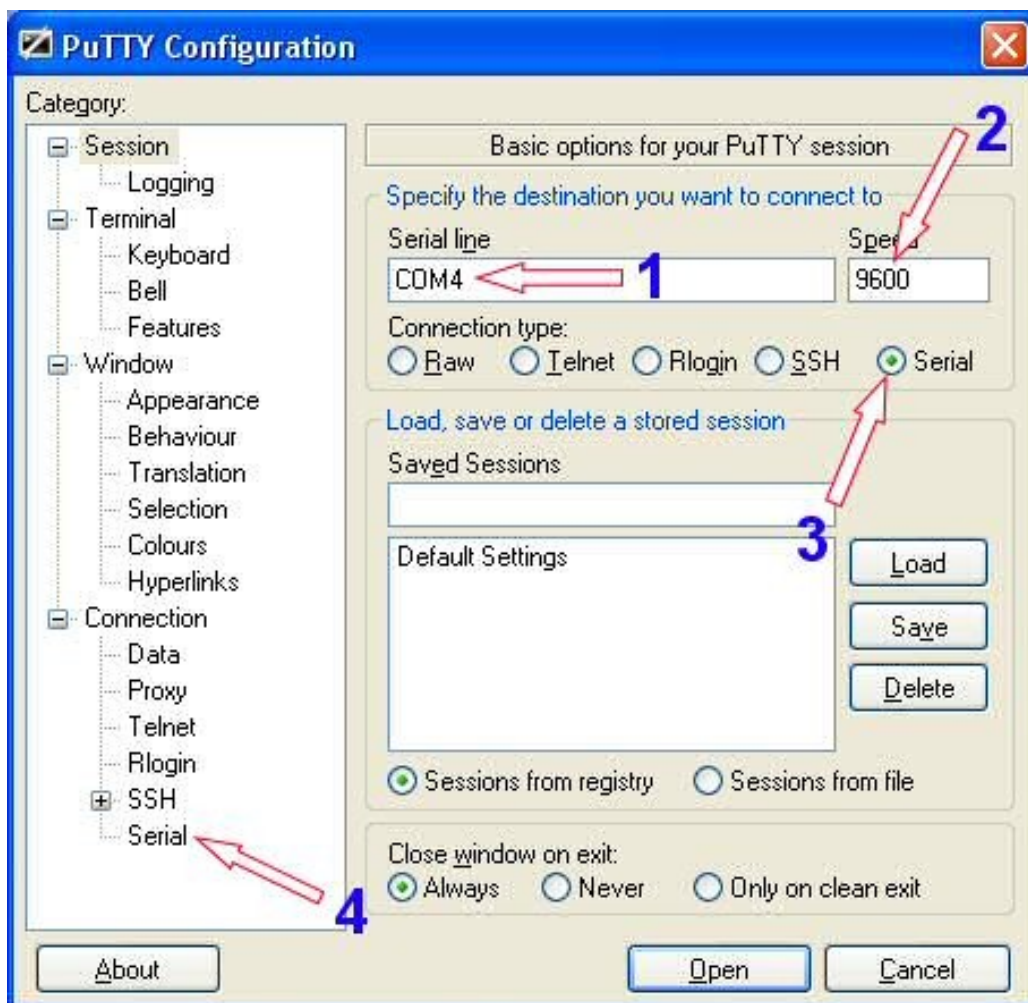 PuTTY Configuration
Category:
Session
Logging
Terminal
Keyboard
Bell
Features
Window
Appearance
Behaviour
Translation
Selection
Colours
Hyperlinks
Connection
Data
Proxy
Telnet
Rlogin
SSH
Serial
4
Basic options for your PuTTY session
2
Specify the destination you want to connect to
Serial line Speed
COM4 1 9600
Connection type:
Raw Telnet Rlogin SSH Serial
Load, save or delete a stored session
Saved Sessions
3
Default Settings
Load
Save
Delete
Sessions from registry Sessions from file
Close window on exit:
Always Never Only on clean exit
About Open Cancel